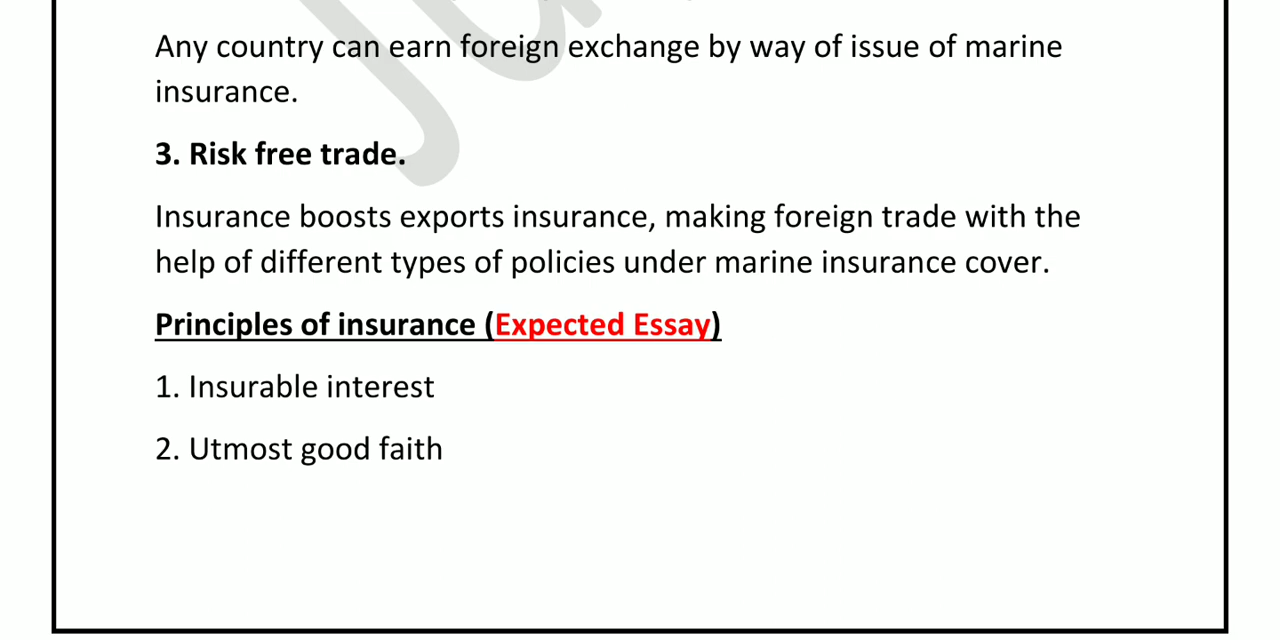 Any country can earn foreign exchange by way of issue of marine
insurance.
3. Risk free trade.
Insurance boosts exports insurance, making foreign trade with the
help of different types of policies under marine insurance cover.
Principles of insurance (Expected Essay)
1. Insurable interest
2. Utmost good faith